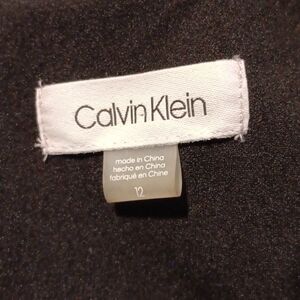 Calvin Klein
made in China
hecho en China
fabriqué en Chine
12